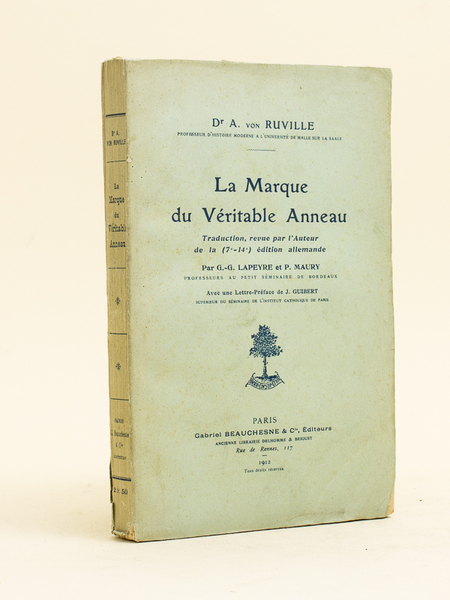 Dr A. VON RUVILLE
PROFESSEUR D'HISTOIRE MODERNE A L'UNIVERSITÉ DE HALLE SUR LA SAALE
La Marque
du Véritable Anneau
Traduction, revue par l'Auteur
de la (7e-14e) édition allemande
Par G.-G. LAPEYRE et P. MAURY
PROFESSEURS AU PETIT SÉMINAIRE DE BORDEAUX
Avec une Lettre-Préface de J. GUIBERT
SUPÉRIEUR DU SÉMINAIRE DE L'INSTITUT CATHOLIQUE DE PARIS
PARIS
Gabriel BEAUCHESNE & Cie, Éditeurs
ANCIENNE LIBRAIRIE DELHOMME & BRIGUET
Rue de Rennes, 117
1912
Tous droits réservés
Dr A.
VON RUVILLE
La
Marque
du
Véritable
Anneau
PARIS
G. Beauchesne
& Cie